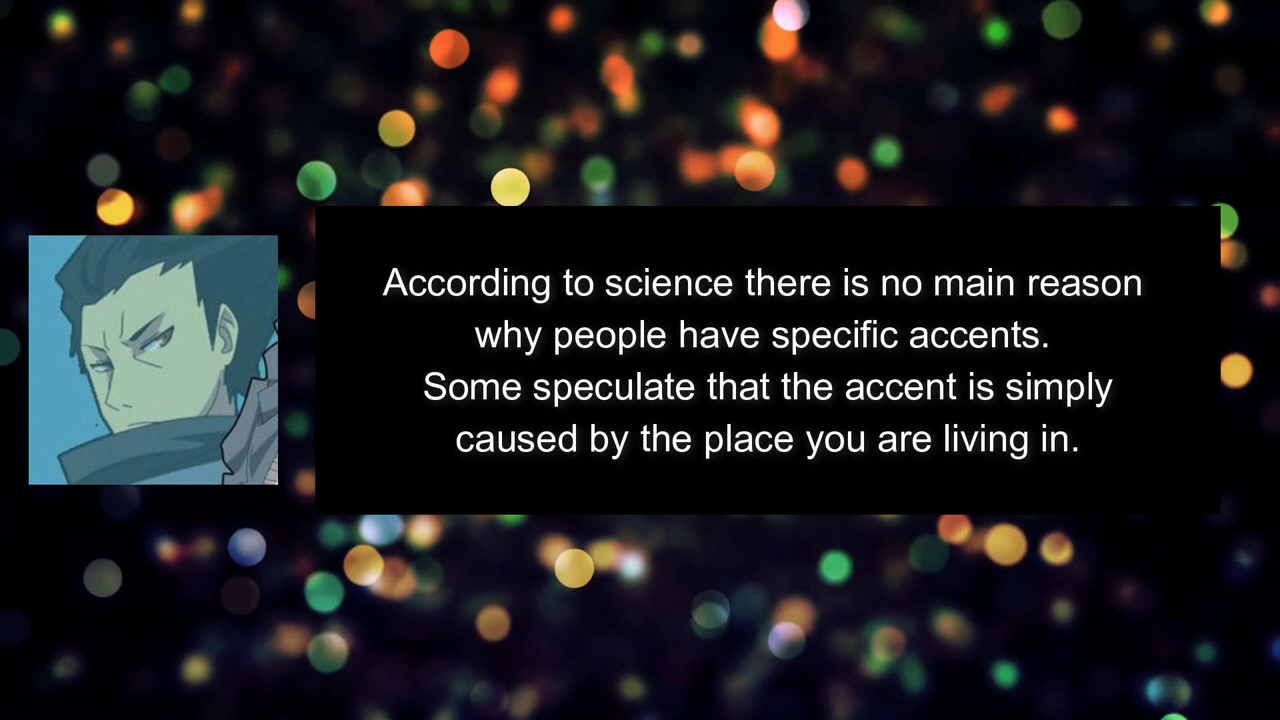 According to science there is no main reason
why people have specific accents.
Some speculate that the accent is simply
caused by the place you are living in.